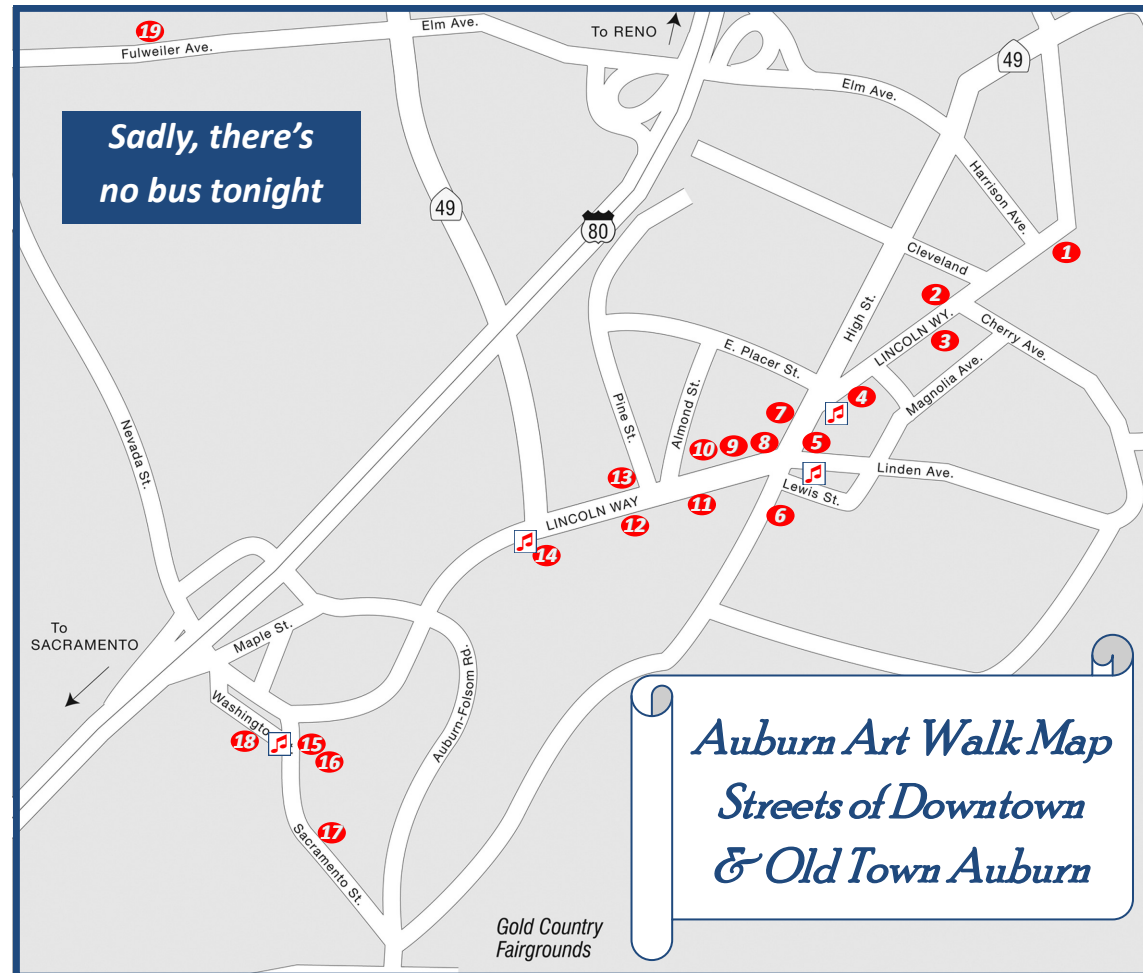 19
Fulweiler Ave.
Elm Ave.
To RENO
49
Elm Ave.
Sadly, there’s
no bus tonight
49
80
Harrison Ave.
1
Cleveland
2
High St.
LINCOLN WY.
3
Cherry Ave.
E. Placer St.
Magnolia Ave.
4
7
Pine St.
Almond St.
10
9
8
5
Linden Ave.
Nevada St.
13
11
Lewis St.
6
LINCOLN WAY
12
14
To
SACRAMENTO
Maple St.
Auburn-Folsom Rd.
Washingto
18
15
16
17
Sacramento St.
Gold Country
Fairgrounds
Auburn Art Walk Map
Streets of Downtown
& Old Town Auburn